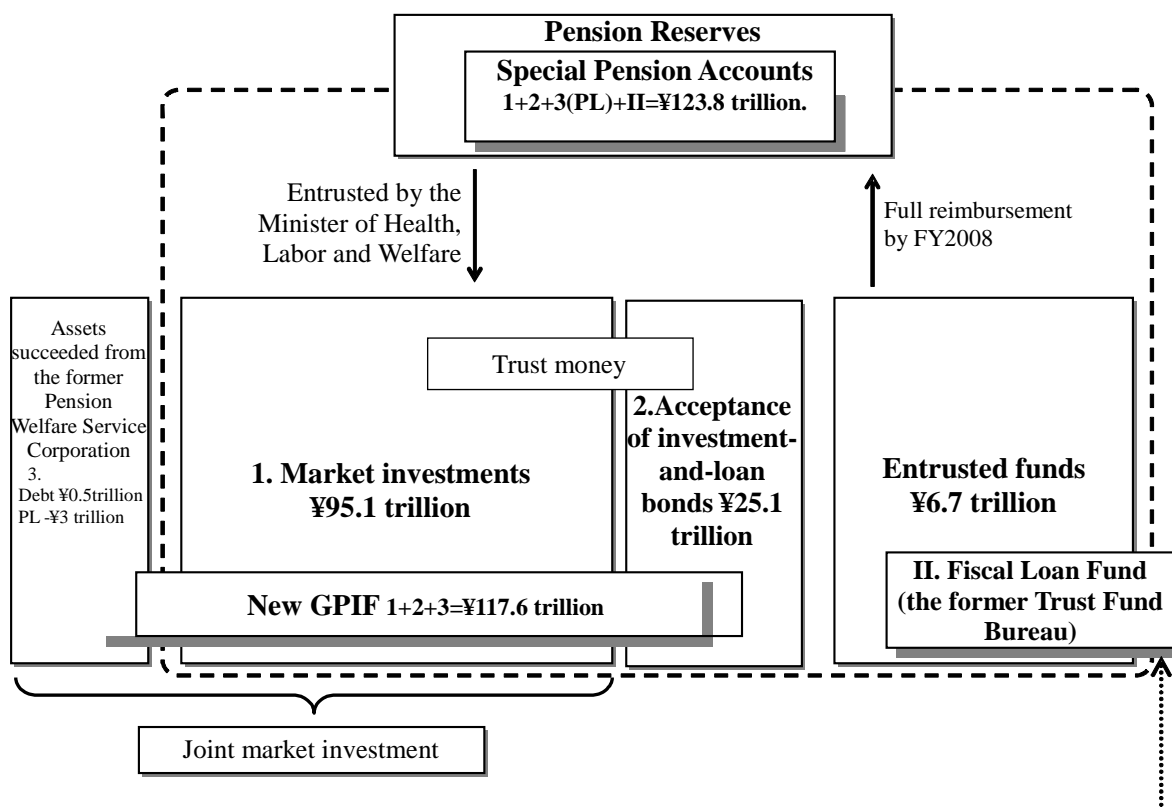 Pension Reserves
Special Pension Accounts
1+2+3(PL)+II=¥123.8 trillion.
Entrusted by the
Minister of Health,
Labor and Welfare
Full reimbursement
by FY2008
Assets
succeeded from
the former
Pension
Welfare Service
Corporation
3.
Debt ¥0.5trillion
PL -¥3 trillion
Trust money
1. Market investments
¥95.1 trillion
2.Acceptance
of investment-
and-loan
bonds ¥25.1
trillion
Entrusted funds
¥6.7 trillion
New GPIF 1+2+3=¥117.6 trillion
II. Fiscal Loan Fund
(the former Trust Fund
Bureau)
Joint market investment